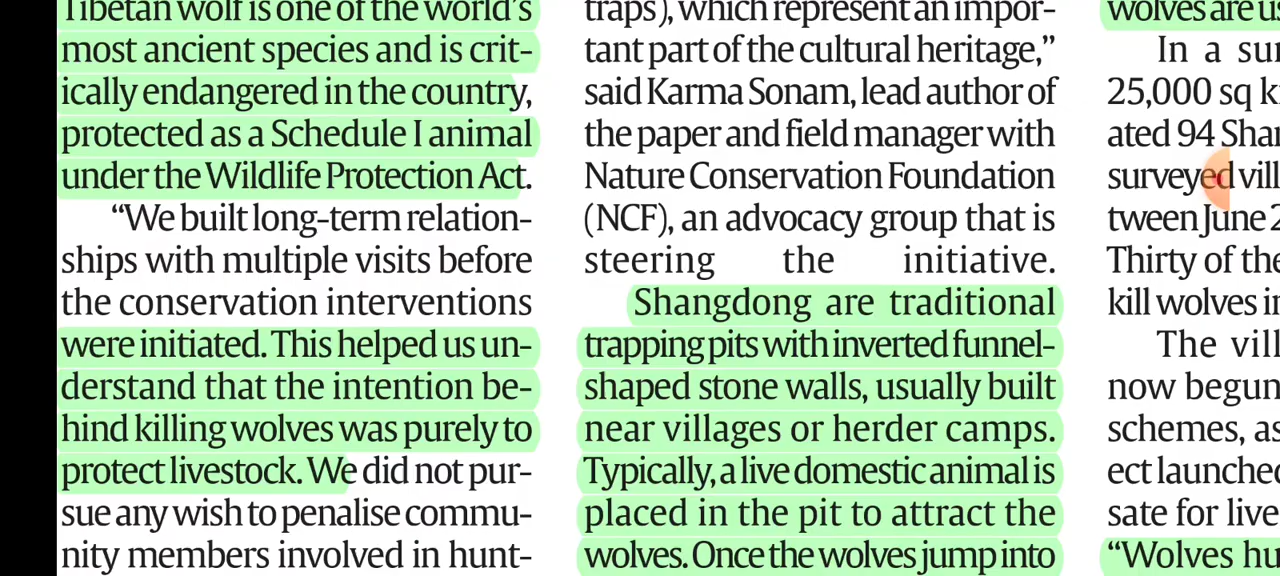 Tibetan wolf is one of the world's
most ancient species and is crit-
ically endangered in the country,
protected as a Schedule I animal
under the Wildlife Protection Act.
“We built long-term relation-
ships with multiple visits before
the conservation interventions
were initiated. This helped us un-
derstand that the intention be-
hind killing wolves was purely to
protect livestock. We did not pur-
sue any wish to penalise commu-
nity members involved in hunt-
traps), which represent an impor-
tant part of the cultural heritage,”
said Karma Sonam, lead author of
the paper and field manager with
Nature Conservation Foundation
(NCF), an advocacy group that is
steering the initiative.
Shangdong are traditional
trapping pits with inverted funnel-
shaped stone walls, usually built
near villages or herder camps.
Typically, a live domestic animal is
placed in the pit to attract the
wolves. Once the wolves jump into
wolves are us
In a sur
25,000 sq k
ated 94 Shan
surveyed vill
tween June 2
Thirty of the
kill wolves in
The vill
now begun
schemes, as
ect launched
sate for live
“Wolves hu